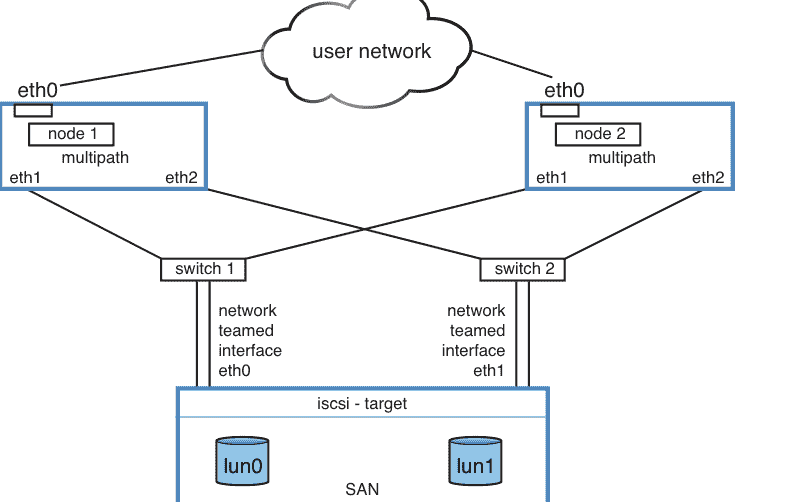 user network
eth0
eth0
node 1
node 2
multipath
multipath
eth1
eth2
eth1
eth2
switch 1
switch 2
network
teamed
interface
eth0
network
teamed
interface
eth1
iscsi - target
lun0
lun1
SAN